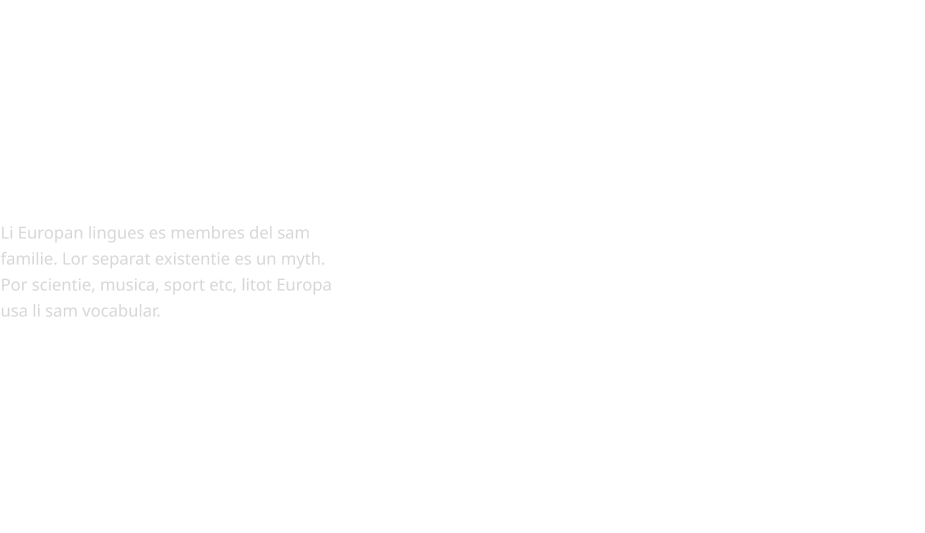 Li Europan lingues es membres del sam
familie. Lor separat existentie es un myth.
Por scientie, musica, sport etc, litot Europa
usa li sam vocabular.